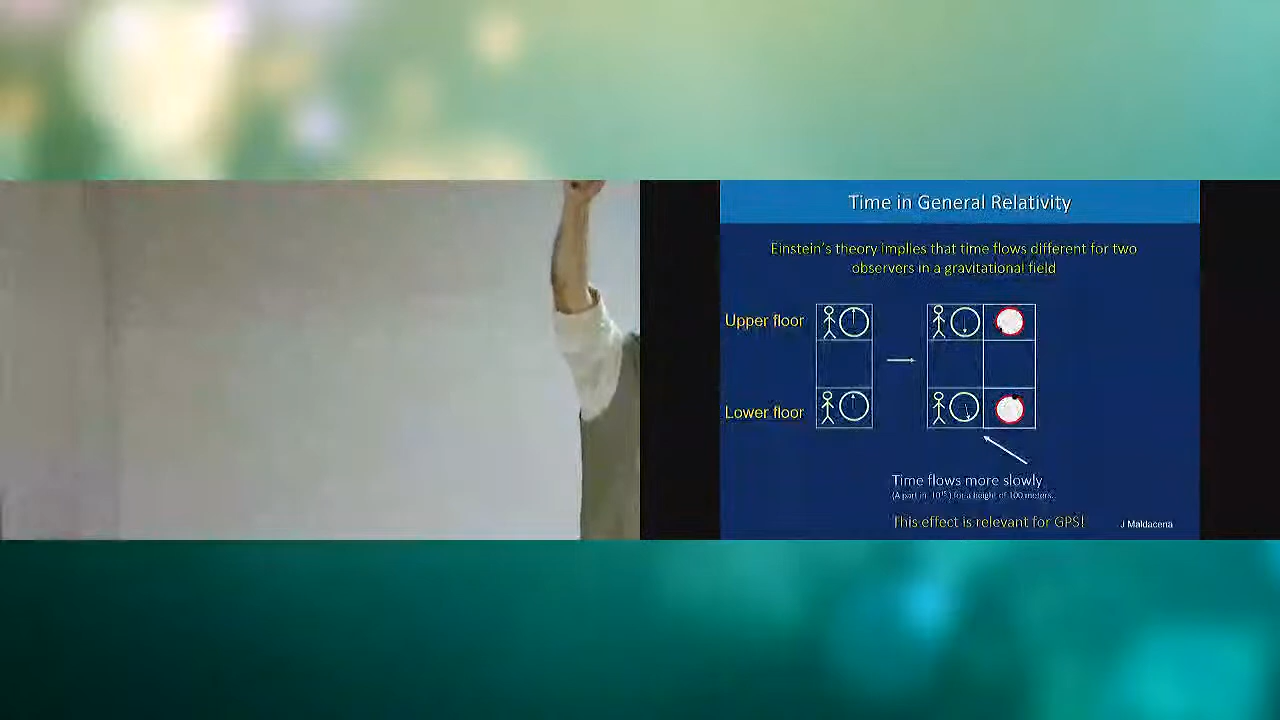 Time in General Relativity
Einstein's theory implies that time flows different for two
observers in a gravitational field
Upper floor
Lower floor
Time flows more slowly
(A part in 10¹⁵) for a height of 100 meters.
This effect is relevant for GPS!
J Maldacena